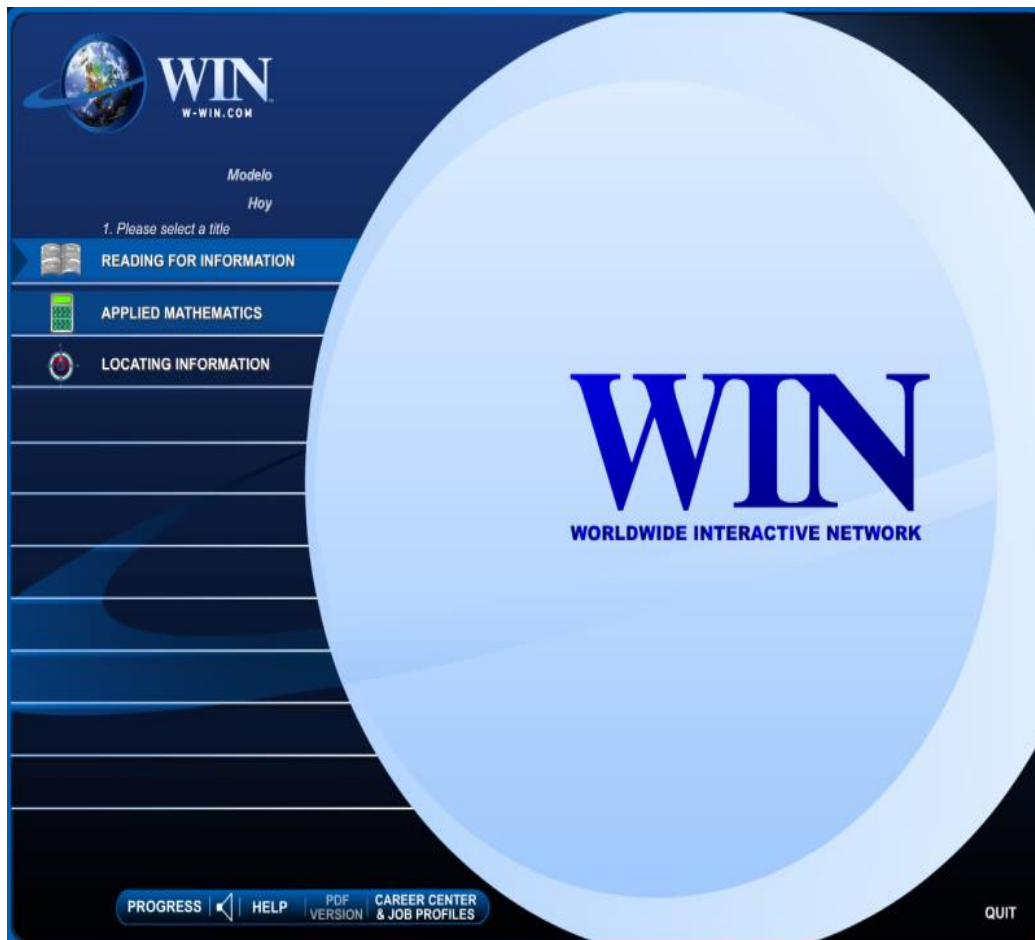 WIN
W-WIN.COM
Modelo
Hoy
1. Please select a title
READING FOR INFORMATION
APPLIED MATHEMATICS
LOCATING INFORMATION
WIN
WORLDWIDE INTERACTIVE NETWORK
PROGRESS
HELP
PDF
VERSION
CAREER CENTER
& JOB PROFILES
QUIT